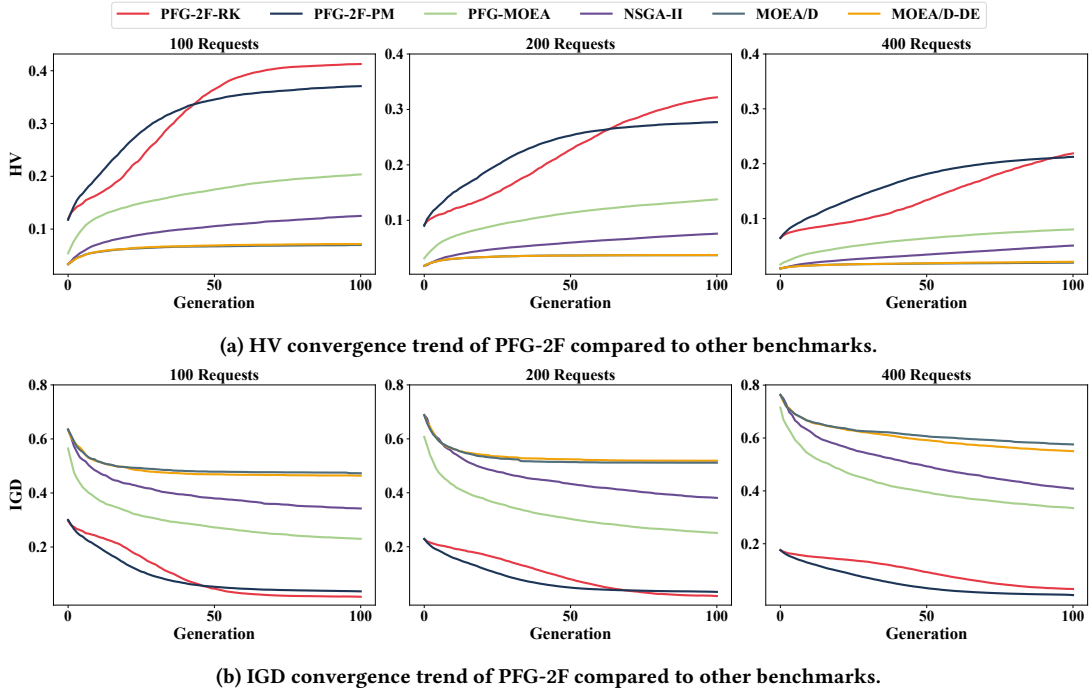 PFG-2F-RK PFG-2F-PM PFG-MOEA NSGA-II MOEA/D MOEA/D-DE
100 Requests 200 Requests 400 Requests
0.4 0.4 0.4
0.3 0.3 0.3
HV
0.2 0.2 0.2
0.1 0.1 0.1
0 50 100 0 50 100 0 50 100
Generation Generation Generation
(a) HV convergence trend of PFG-2F compared to other benchmarks.
100 Requests 200 Requests 400 Requests
0.8 0.8 0.8
0.6 0.6 0.6
IGD
0.4 0.4 0.4
0.2 0.2 0.2
0 50 100 0 50 100 0 50 100
Generation Generation Generation
(b) IGD convergence trend of PFG-2F compared to other benchmarks.